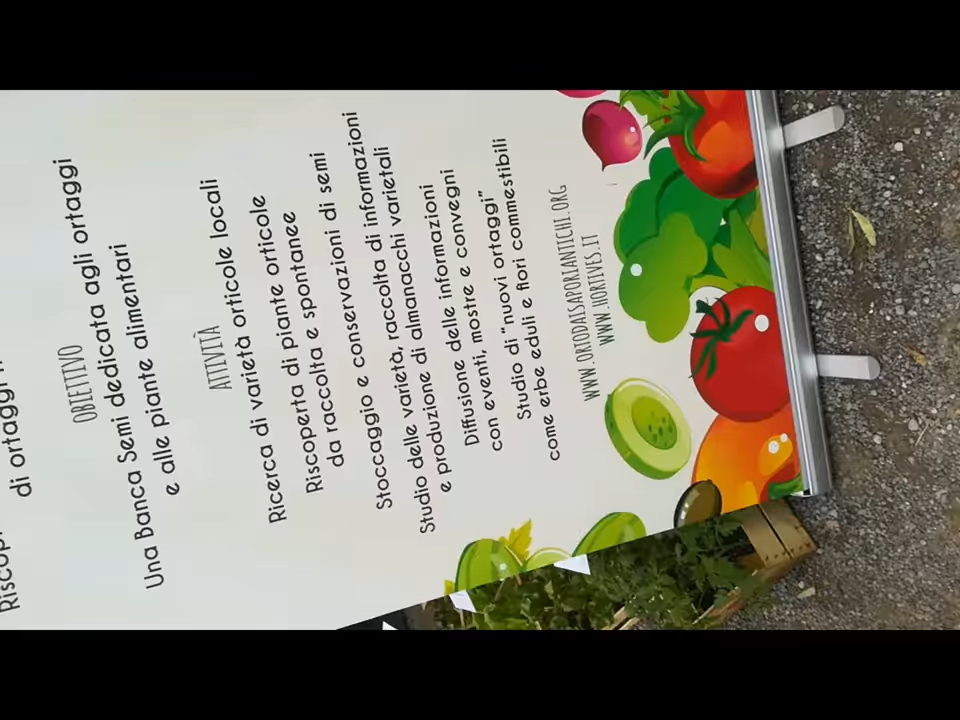 di ortaggi
OBIETTIVO
Una Banca Semi dedicata agli ortaggi
e alle piante alimentari
ATTIVITÀ
Ricerca di varietà orticole locali
Riscoperta di piante orticole
da raccolta e spontanee
Stoccaggio e conservazioni di semi
Studio delle varietà, raccolta di informazioni
e produzione di almanacchi varietali
Diffusione delle informazioni
con eventi, mostre e convegni
Studio di "nuovi ortaggi"
come erbe eduli e fiori commestibili
WWW.ORTODAISAPORIANTICHI.ORG
WWW.HORTIVES.IT